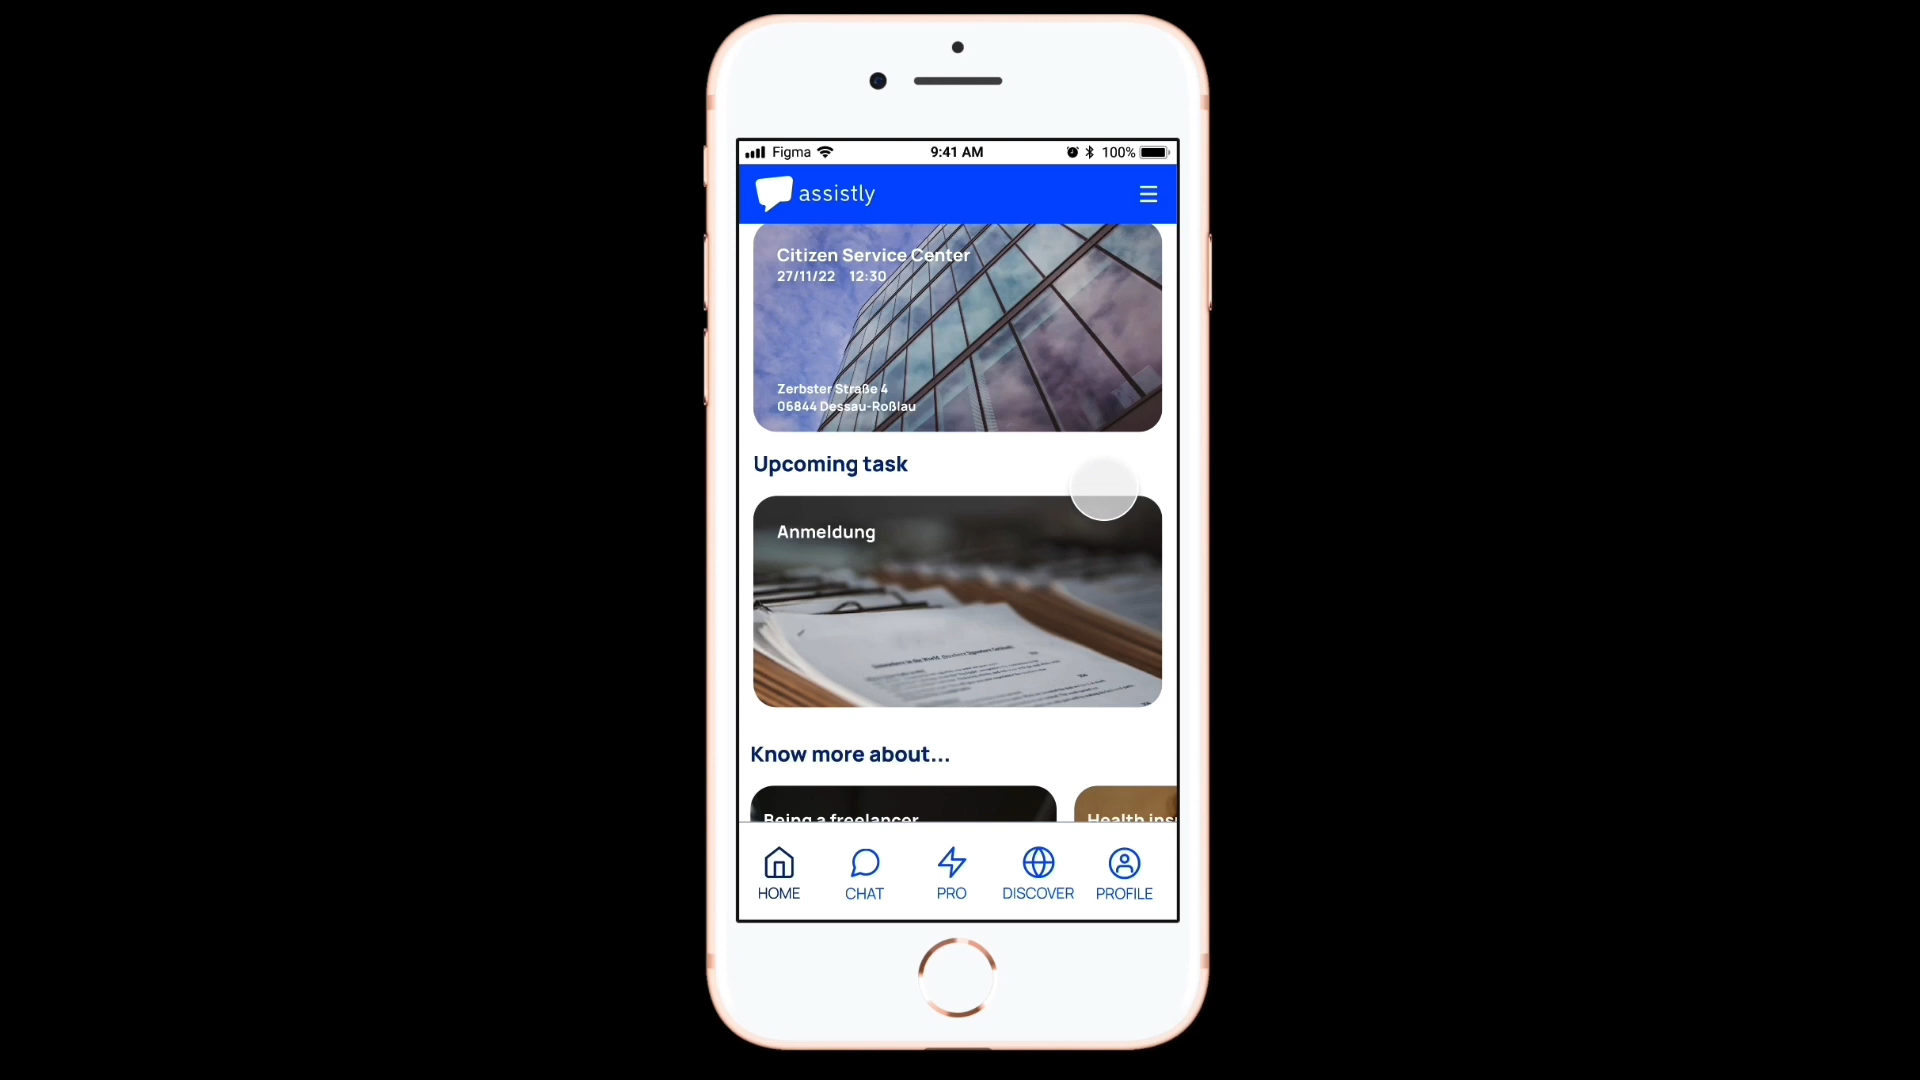 Figma 9:41 AM 100%
assistly
Citizen Service Center
27/11/22 12:30
Zerbster Straße 4
06844 Dessau-Roßlau
Upcoming task
Anmeldung
Know more about...
Being a freelancer
Health
HOME CHAT PRO DISCOVER PROFILE